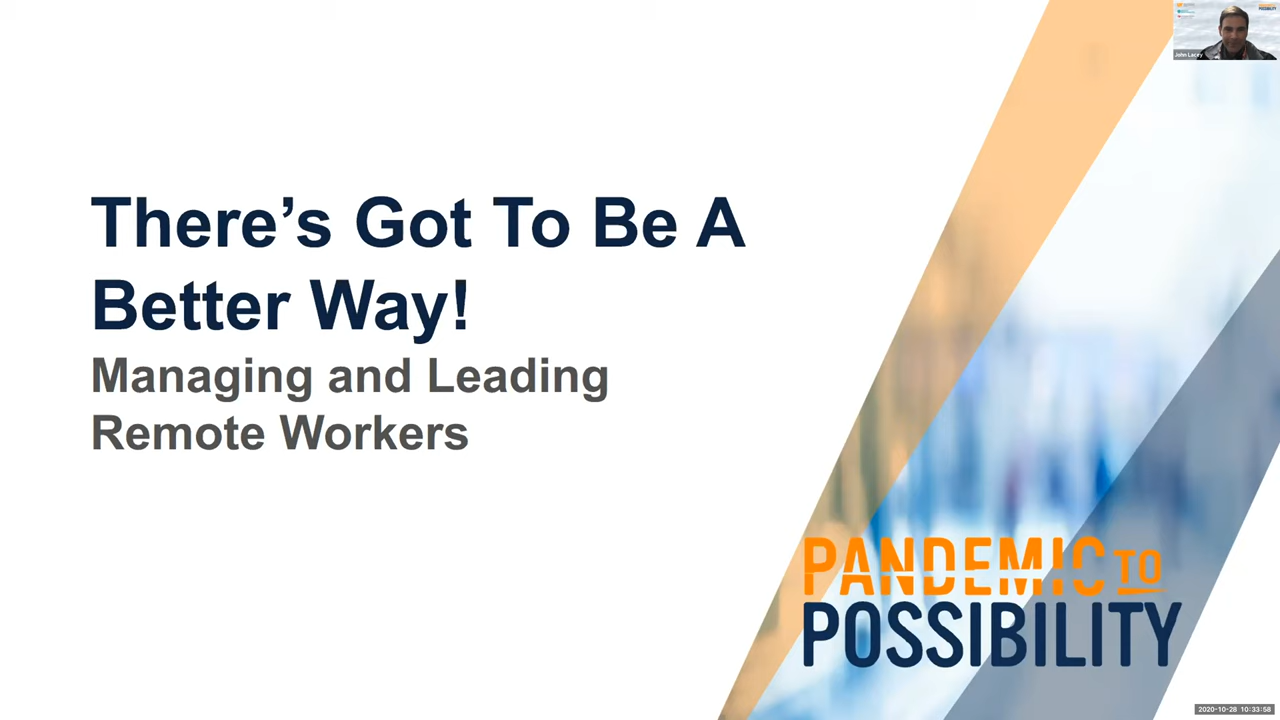 There's Got To Be A
Better Way!
Managing and Leading
Remote Workers
PANDEMIC TO
POSSIBILITY
John Lacey
2020-10-28 10:33:58